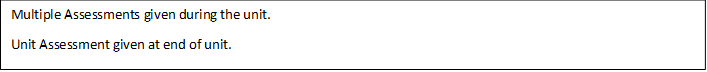 Multiple Assessments given during the unit.
Unit Assessment given at end of unit.